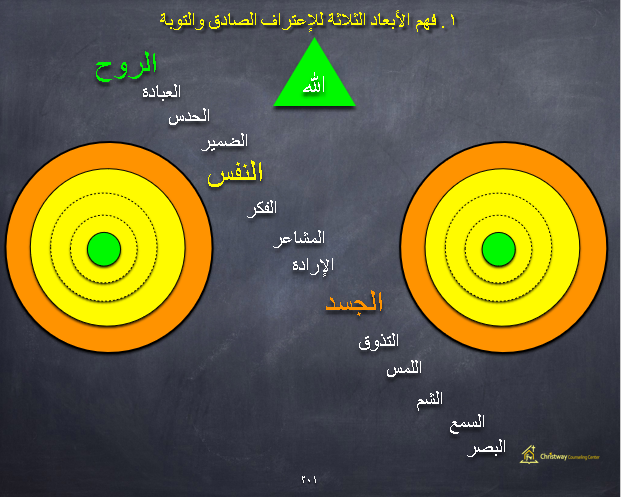 ١. فهم الأبعاد الثلاثة للإعتراف الصادق والتوبة
الله
الروح
العبادة
الحدس
الضمير
النفس
الفكر
المشاعر
الإرادة
الجسد
التذوق
اللمس
الشم
السمع
البصر
Christway Counseling Center
٢٠١